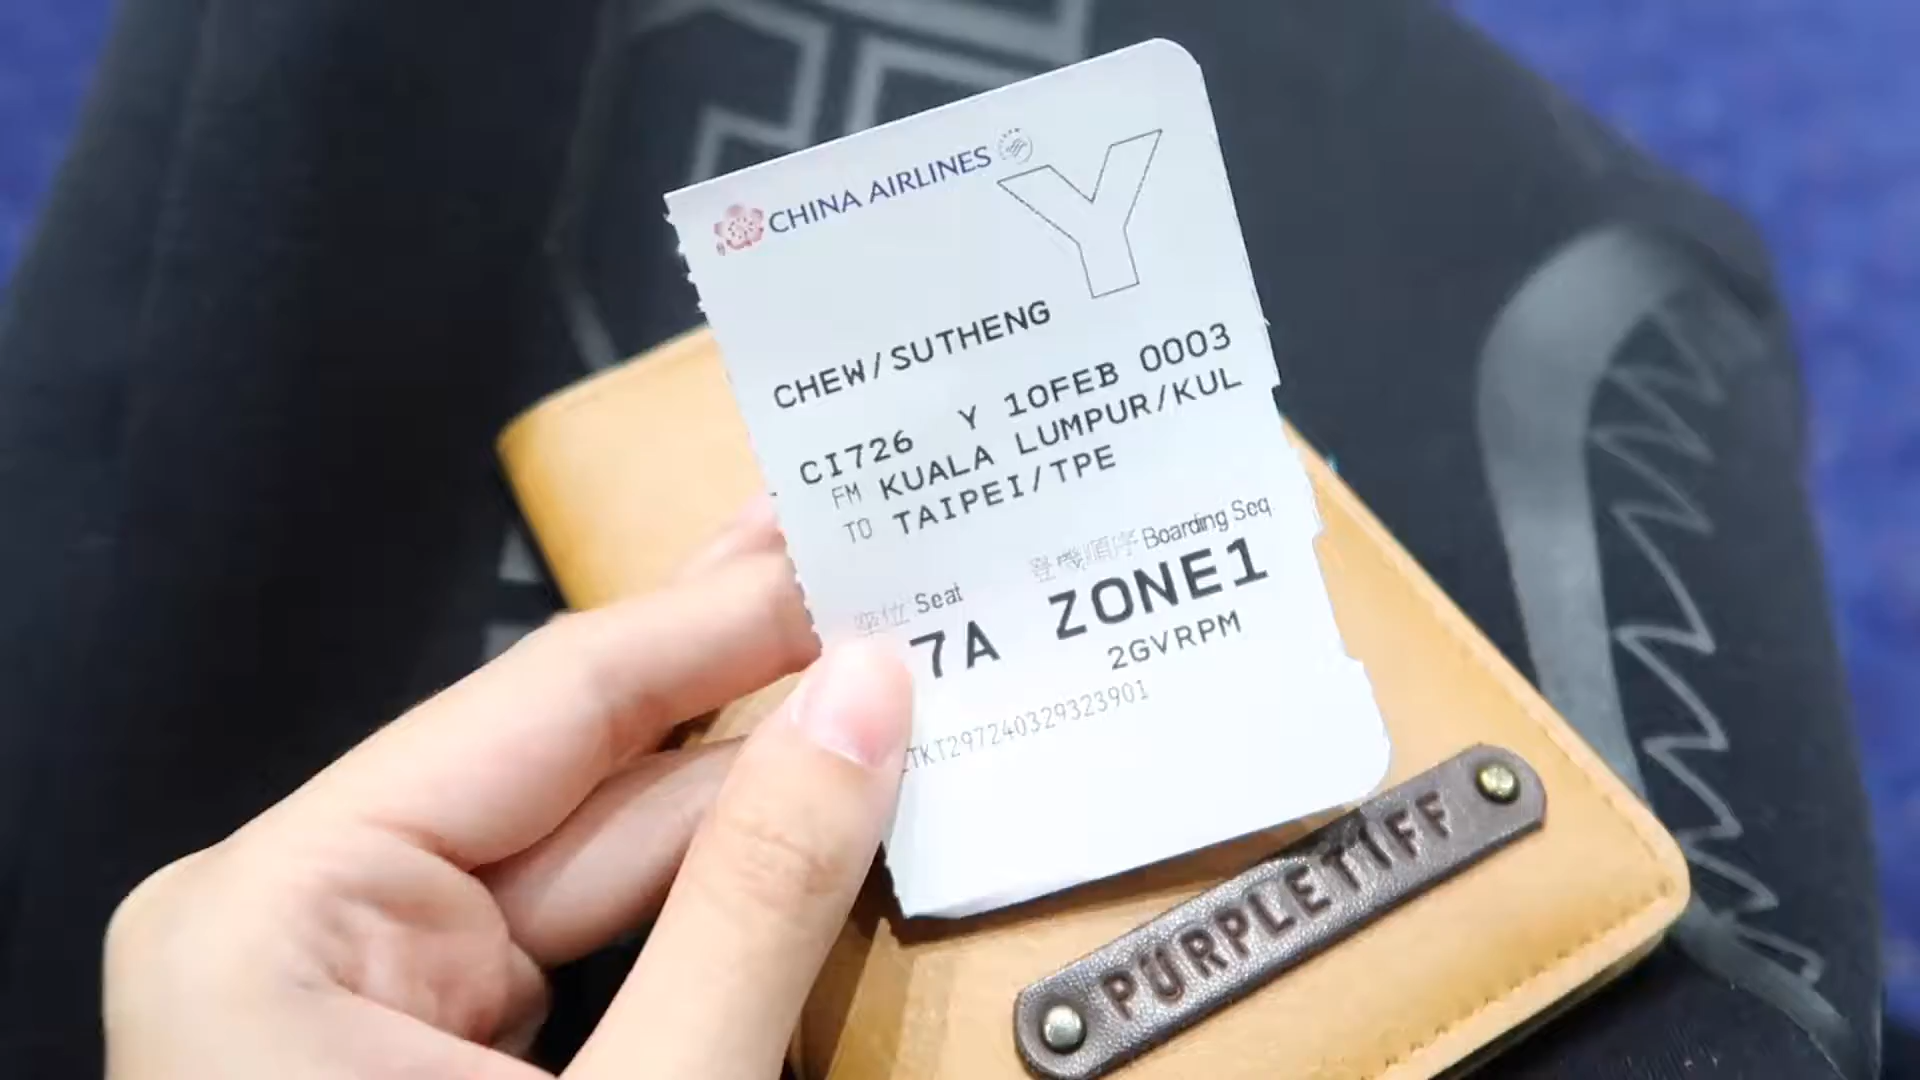 CHINA AIRLINES
Y
CHEW/SUTHENG
CI726 Y 10FEB 0003
FM KUALA LUMPUR/KUL
TO TAIPEI/TPE
座位 Seat 登機順序 Boarding Seq.
7A ZONE1
2GVRPM
TKT297240329323901
PURPLETIFF